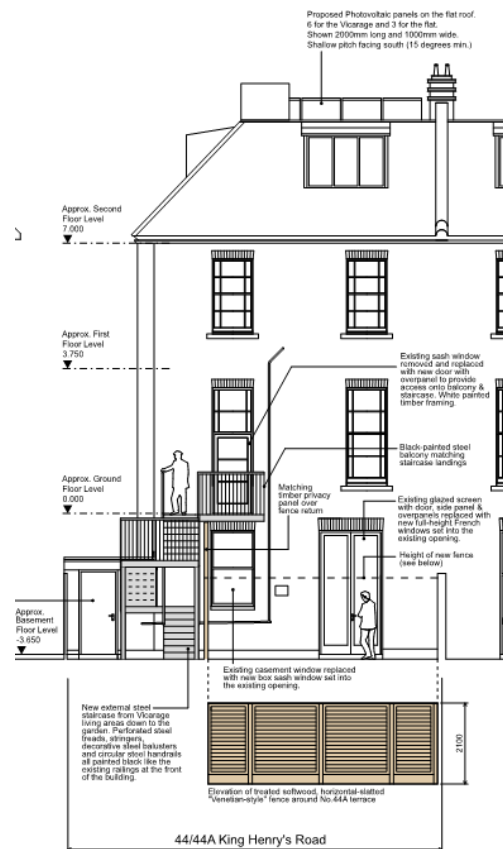 Proposed Photovoltaic panels on the flat roof.
6 for the Vicarage and 3 for the flat.
Shown 2000mm long and 1000mm wide.
Shallow pitch facing south (15 degrees min.)
Approx. Second
Floor Level
7.000
Approx. First
Floor Level
3.750
Existing sash window
removed and replaced
with new door with
overpanel to provide
access onto balcony &
staircase. White painted
timber framing.
Black-painted steel
balcony matching
staircase landings
Approx. Ground
Floor Level
0.000
Matching
timber privacy
panel over
fence return
Existing glazed screen
with door, side panel &
overpanels replaced with
new full-height French
windows set into the
existing opening.
Height of new fence
(see below)
Approx.
Basement
Floor Level
-3.650
Existing casement window replaced
with new box sash window set into
the existing opening.
New external steel
staircase from Vicarage
living areas down to the
garden. Perforated steel
treads, stringers,
decorative steel balusters
and circular steel handrails
all painted black like the
existing railings at the front
of the building.
2100
Elevation of treated softwood, horizontal-slatted
"Venetian-style" fence around No.44A terrace
44/44A King Henry's Road